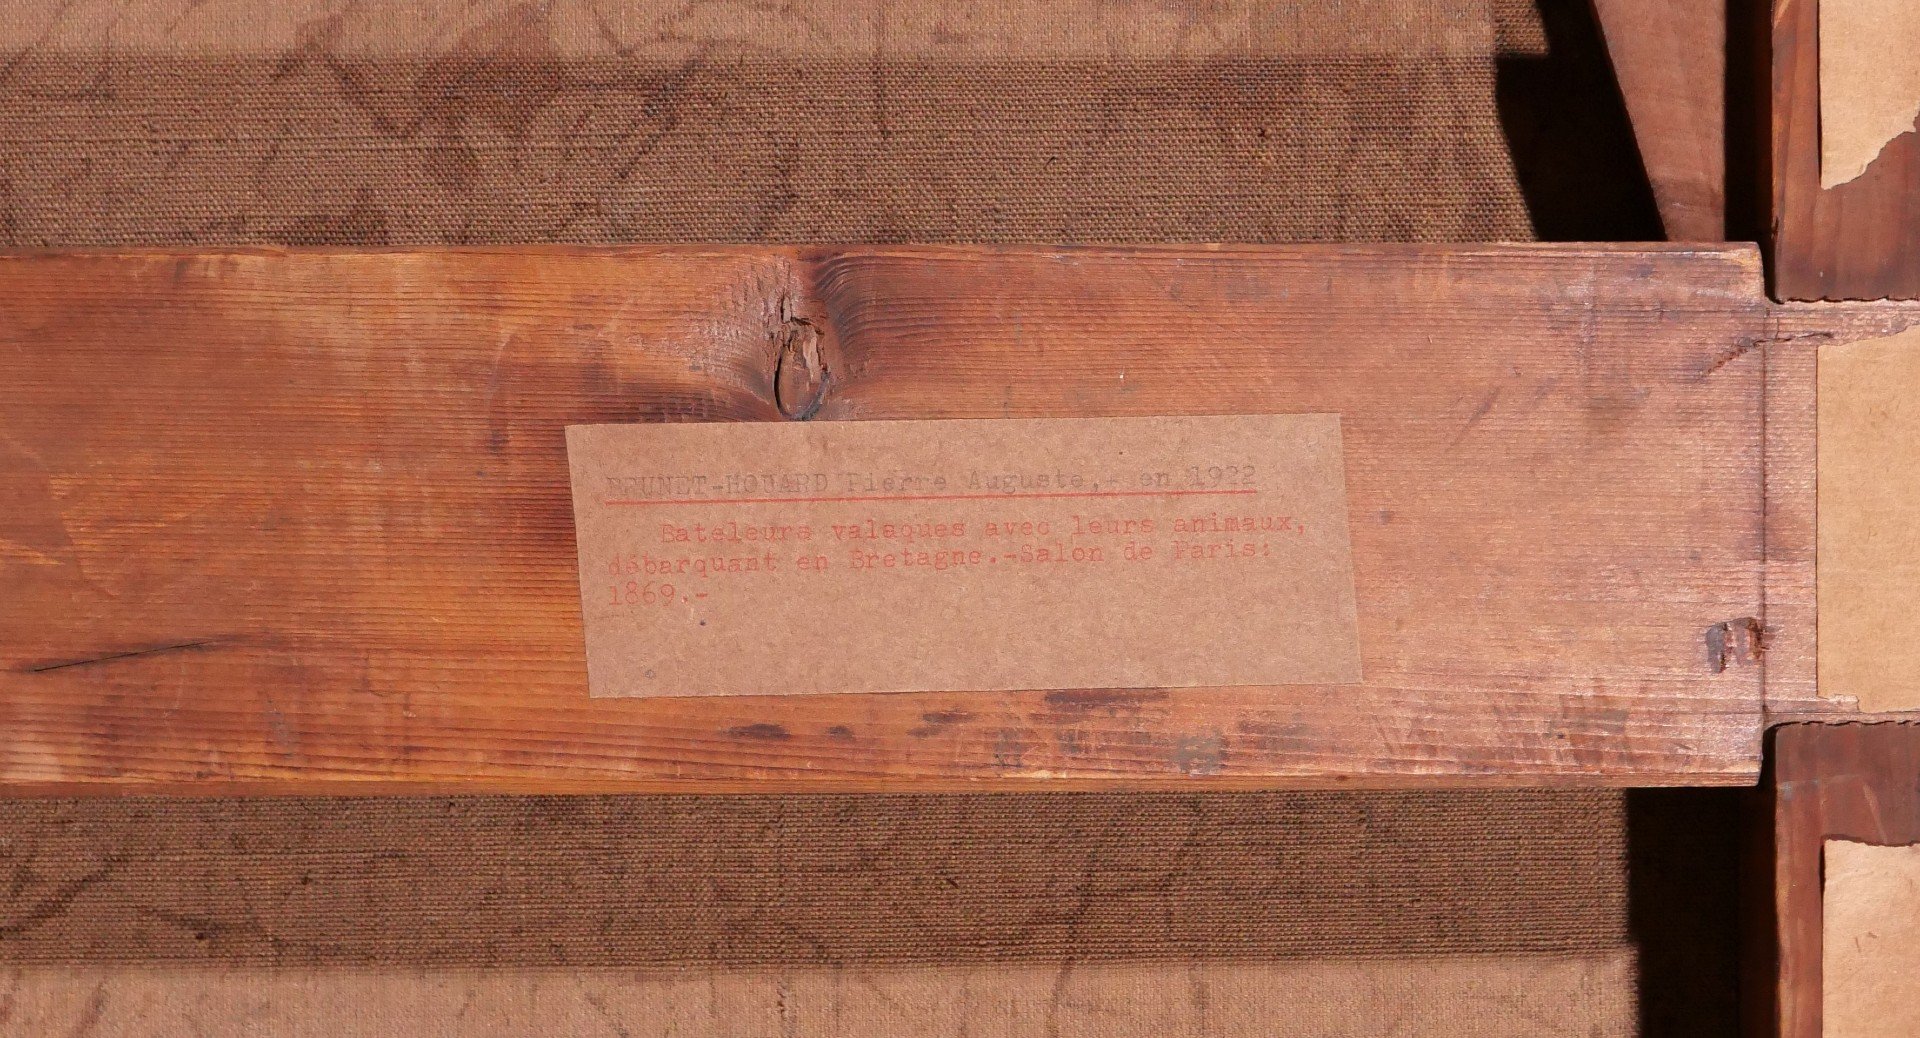 BRUNET-HOUARD Pierre Auguste,- en 1922
Bateleurs valaques avec leurs animaux,
débarquant en Bretagne.-Salon de Paris:
1869.-